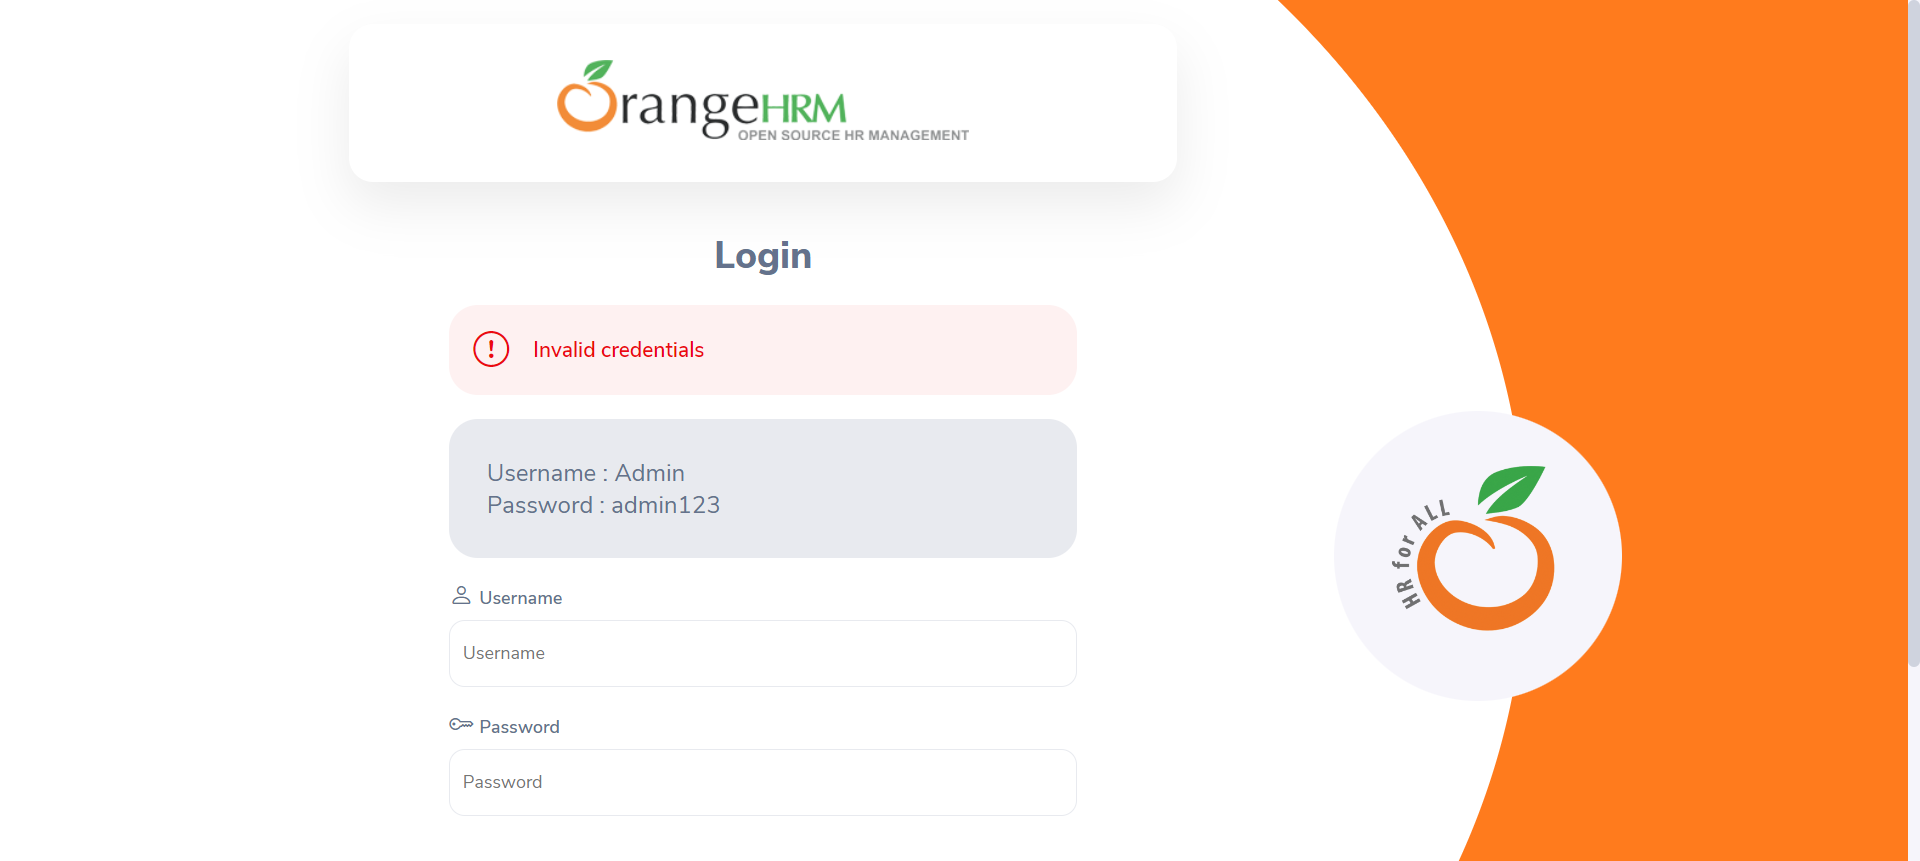 OrangeHRM
OPEN SOURCE HR MANAGEMENT
Login
Invalid credentials
Username : Admin
Password : admin123
Username
Username
Password
Password
HR for ALL